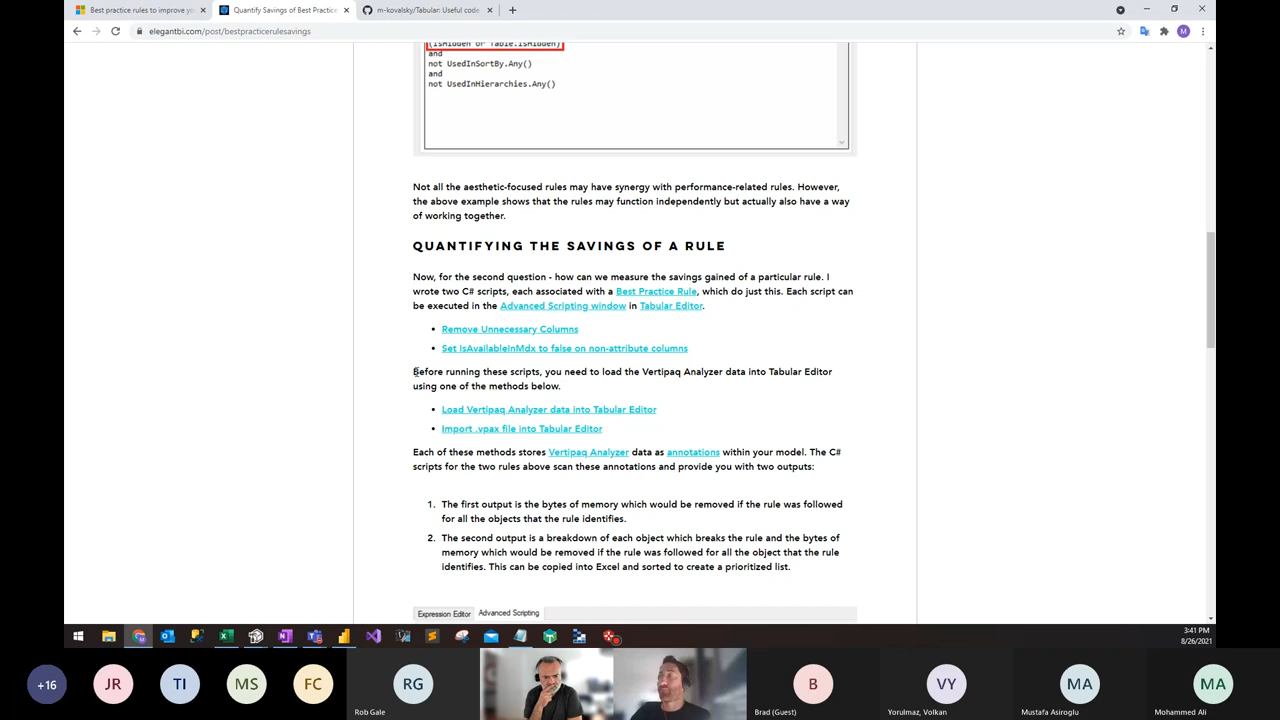 Best practice rules to improve yo
Quantify Savings of Best Practice
m-kovalsky/Tabular: Useful code
elegantbi.com/post/bestpracticerulesavings
M
(IsHidden or Table.IsHidden)
and
not UsedInSortBy.Any()
and
not UsedInHierarchies.Any()
Not all the aesthetic-focused rules may have synergy with performance-related rules. However,
the above example shows that the rules may function independently but actually also have a way
of working together.
QUANTIFYING THE SAVINGS OF A RULE
Now, for the second question - how can we measure the savings gained of a particular rule. I
wrote two C# scripts, each associated with a Best Practice Rule, which do just this. Each script can
be executed in the Advanced Scripting window in Tabular Editor.
• Remove Unnecessary Columns
• Set IsAvailableInMdx to false on non-attribute columns
Before running these scripts, you need to load the Vertipaq Analyzer data into Tabular Editor
using one of the methods below.
• Load Vertipaq Analyzer data into Tabular Editor
• Import .vpax file into Tabular Editor
Each of these methods stores Vertipaq Analyzer data as annotations within your model. The C#
scripts for the two rules above scan these annotations and provide you with two outputs:
1. The first output is the bytes of memory which would be removed if the rule was followed
for all the objects that the rule identifies.
2. The second output is a breakdown of each object which breaks the rule and the bytes of
memory which would be removed if the rule was followed for all the object that the rule
identifies. This can be copied into Excel and sorted to create a prioritized list.
Expression Editor Advanced Scripting
3:41 PM
8/26/2021
+16 JR TI MS FC RG B VY MA MA
Rob Gale Brad (Guest) Yorulmaz, Volkan Mustafa Asiroglu Mohammed Ali